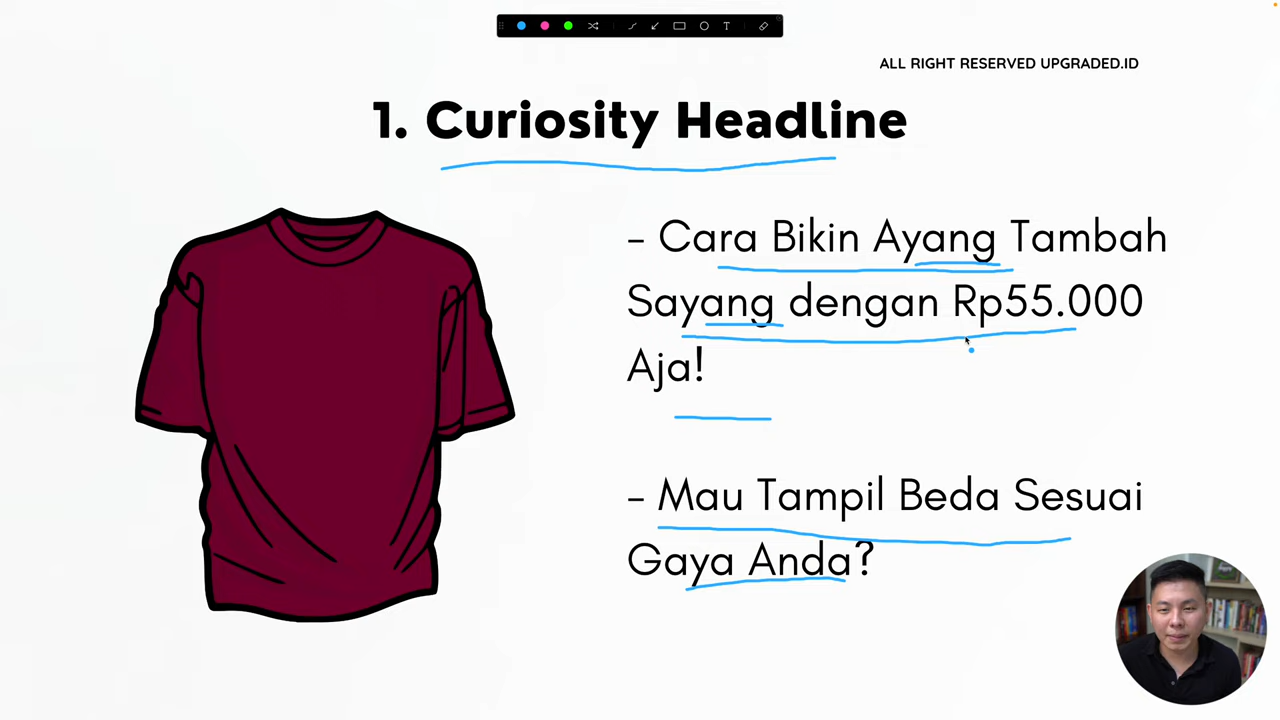 ALL RIGHT RESERVED UPGRADED.ID
1. Curiosity Headline
- Cara Bikin Ayang Tambah
Sayang dengan Rp55.000
Aja!
- Mau Tampil Beda Sesuai
Gaya Anda?